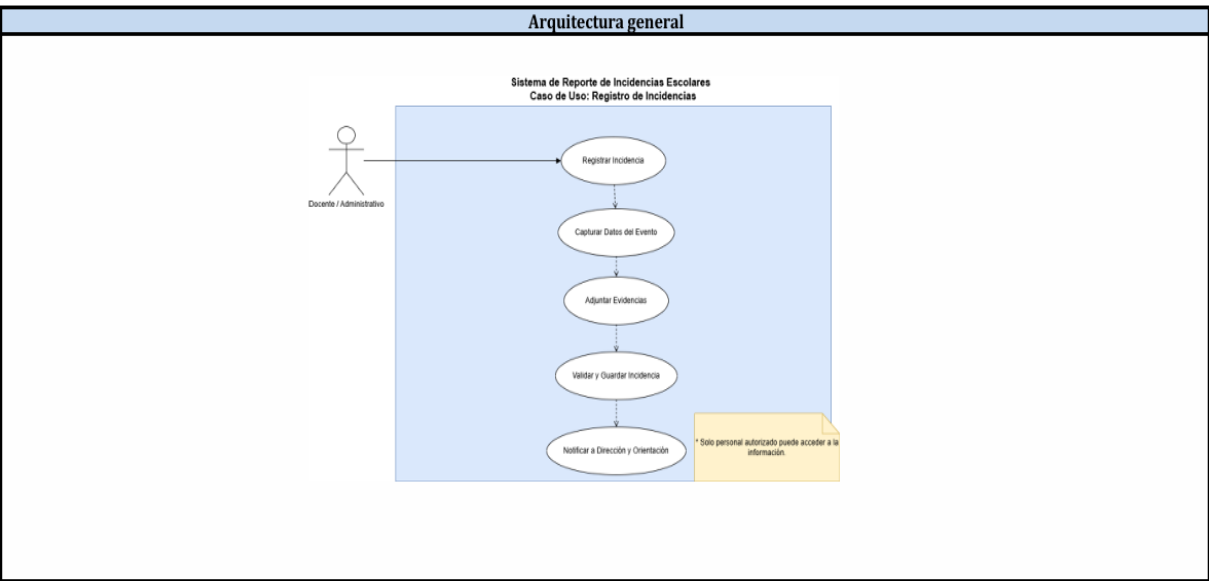 Arquitectura general
Sistema de Reporte de Incidencias Escolares
Caso de Uso: Registro de Incidencias
Registrar Incidencia
Docente / Administrativo
Capturar Datos del Evento
Adjuntar Evidencias
Validar y Guardar Incidencia
Notificar a Dirección y Orientación
* Solo personal autorizado puede acceder a la
información.